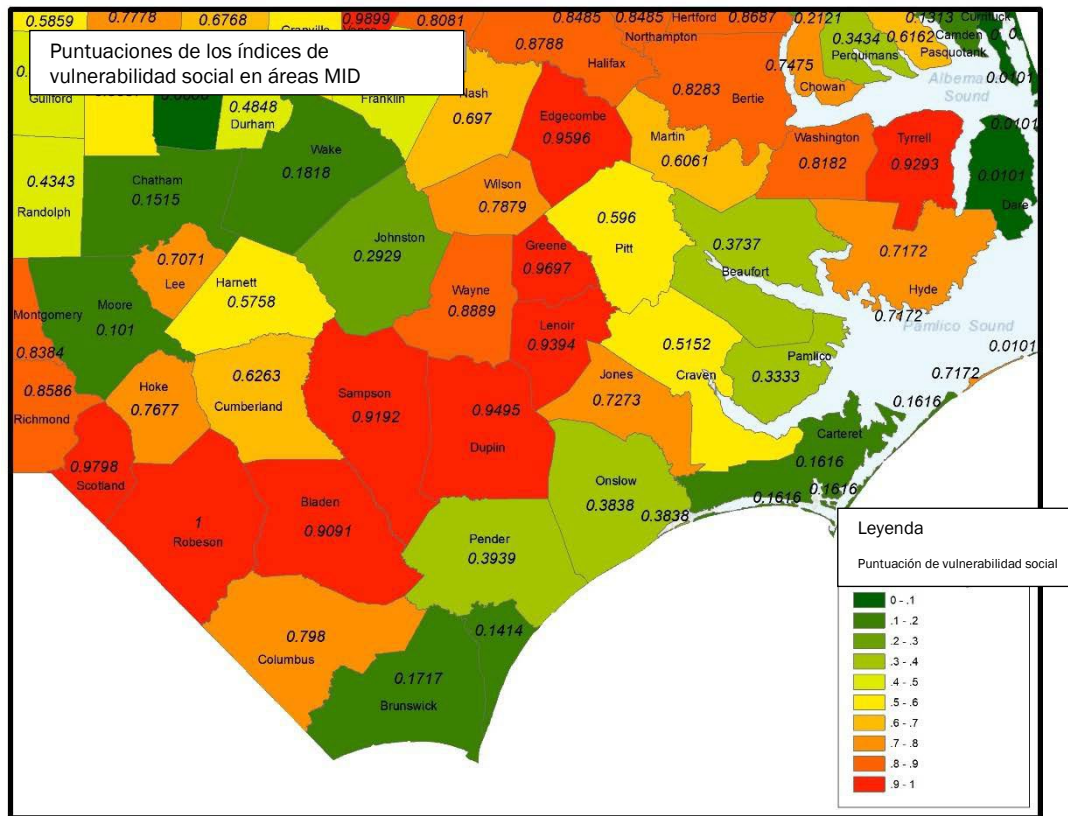 0.5859
0.7778
0.6768
0.9899
0.8081
0.8485
0.8485
Hertford
0.8687
0.2121
0.1313
Currituck
Granville
Camden
Northampton
0.3434
0.6162
Perquimans
Pasquotank
Puntuaciones de los índices de
vulnerabilidad social en áreas MID
0.8788
Halifax
0.7475
Chowan
Albemarle
Sound
0.0101
Guilford
0.4848
Durham
Franklin
Nash
0.697
Edgecombe
0.9596
0.8283
Bertie
Martin
0.6061
Washington
0.8182
Tyrrell
0.9293
0.0101
0.0101
Dare
Wake
0.1818
Chatham
0.1515
0.4343
Randolph
Wilson
0.7879
0.596
Pitt
Johnston
0.2929
Greene
0.9697
0.3737
Beaufort
0.7172
Hyde
0.7172
0.7071
Lee
Harnett
0.5758
Wayne
0.8889
Moore
0.101
Montgomery
0.8384
Lenoir
0.9394
Pamlico Sound
0.0101
0.5152
Craven
Pamlico
0.3333
0.7172
0.8586
Richmond
Hoke
0.7677
0.6263
Cumberland
Sampson
0.9192
0.9495
Duplin
Jones
0.7273
0.1616
Carteret
0.1616
0.1616
0.1616
0.9798
Scotland
Onslow
0.3838
0.3838
Bladen
0.9091
1
Robeson
Pender
0.3939
Leyenda
Puntuación de vulnerabilidad social
0 - .1
.1 - .2
.2 - .3
.3 - .4
.4 - .5
.5 - .6
.6 - .7
.7 - .8
.8 - .9
.9 - 1
0.798
Columbus
0.1414
0.1717
Brunswick